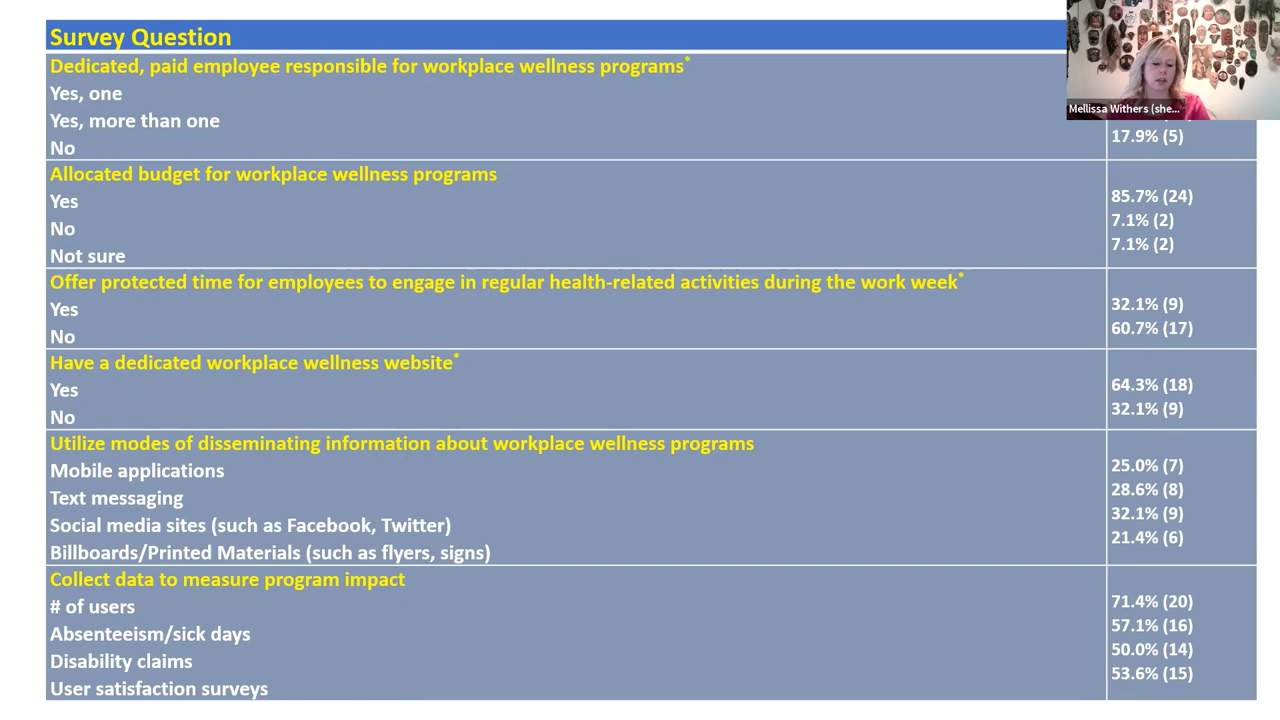 Survey Question
Dedicated, paid employee responsible for workplace wellness programs*
Yes, one
Yes, more than one
No
17.9% (5)
Allocated budget for workplace wellness programs
Yes
No
Not sure
85.7% (24)
7.1% (2)
7.1% (2)
Offer protected time for employees to engage in regular health-related activities during the work week*
Yes
No
32.1% (9)
60.7% (17)
Have a dedicated workplace wellness website*
Yes
No
64.3% (18)
32.1% (9)
Utilize modes of disseminating information about workplace wellness programs
Mobile applications
Text messaging
Social media sites (such as Facebook, Twitter)
Billboards/Printed Materials (such as flyers, signs)
25.0% (7)
28.6% (8)
32.1% (9)
21.4% (6)
Collect data to measure program impact
# of users
Absenteeism/sick days
Disability claims
User satisfaction surveys
71.4% (20)
57.1% (16)
50.0% (14)
53.6% (15)
Mellissa Withers (she...